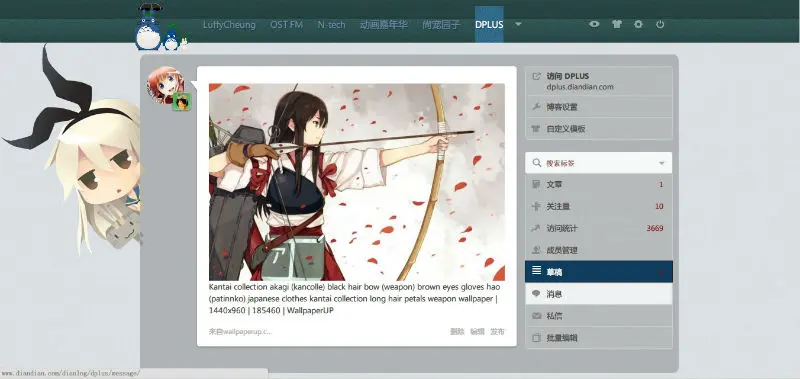 LuffyCheung OST FM N-tech 动画嘉年华 尚宠园子 DPLUS
访问 DPLUS
dplus.diandian.com
博客设置
自定义模板
搜索标签
文章 1
关注量 10
访问统计 3669
成员管理
草稿
消息
私信
批量编辑
Kantai collection akagi (kancolle) black hair bow (weapon) brown eyes gloves hao
(patinnko) japanese clothes kantai collection long hair petals weapon wallpaper |
1440x960 | 185460 | WallpaperUP
来自wallpaperup.c... 删除 编辑 发布
www.diandian.com/dianlog/dplus/message/